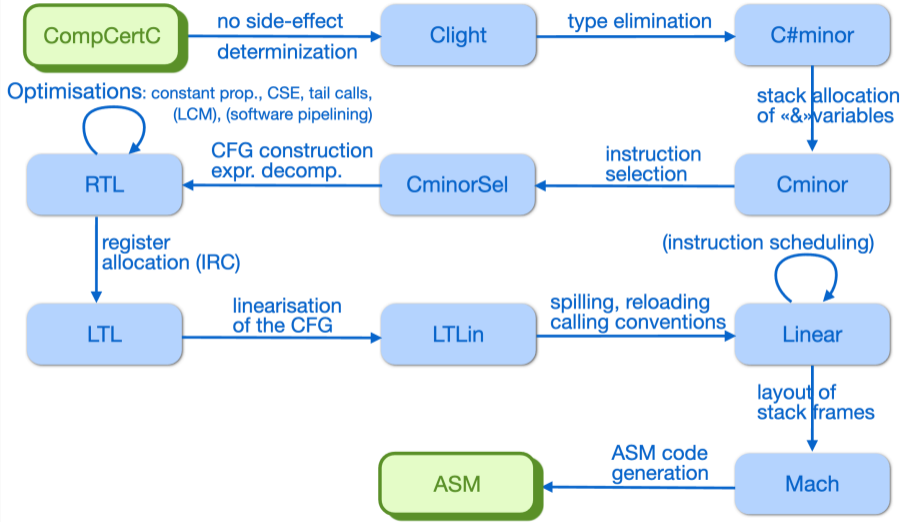 CompCertC
no side-effect
determinization
Clight
type elimination
C#minor
Optimisations: constant prop., CSE, tail calls,
(LCM), (software pipelining)
stack allocation
of «&»variables
RTL
CFG construction
expr. decomp.
CminorSel
instruction
selection
Cminor
register
allocation (IRC)
(instruction scheduling)
LTL
linearisation
of the CFG
LTLin
spilling, reloading
calling conventions
Linear
layout of
stack frames
ASM
ASM code
generation
Mach